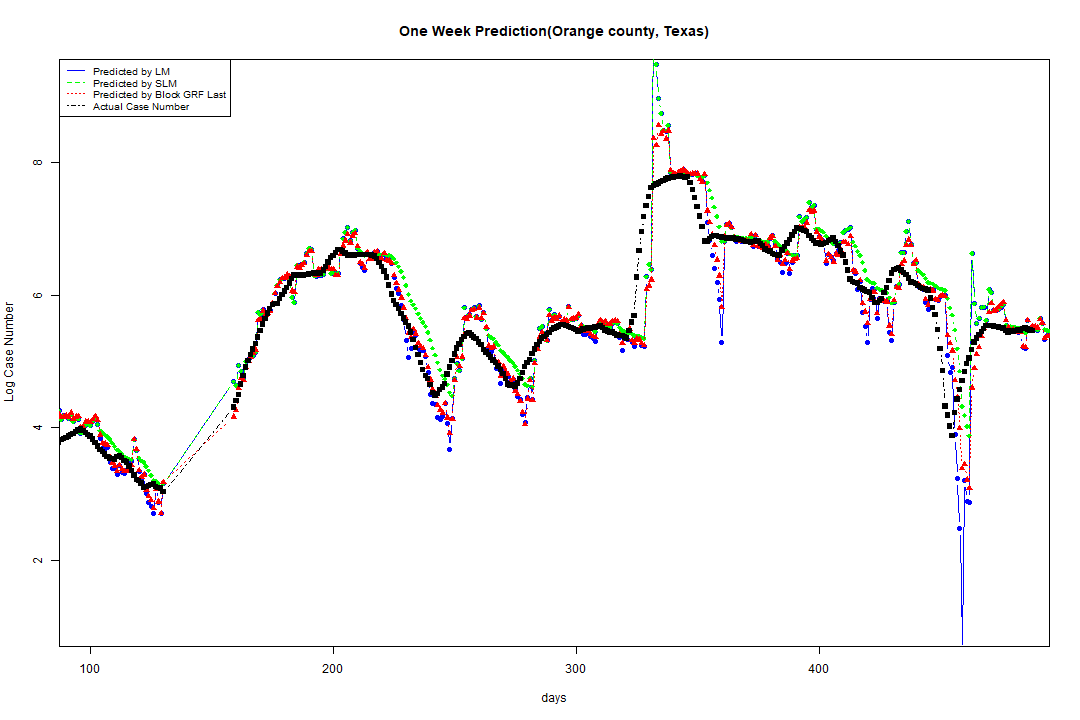 One Week Prediction(Orange county, Texas)
Predicted by LM
Predicted by SLM
Predicted by Block GRF Last
Actual Case Number
Log Case Number
8
6
4
2
100 200 300 400
days